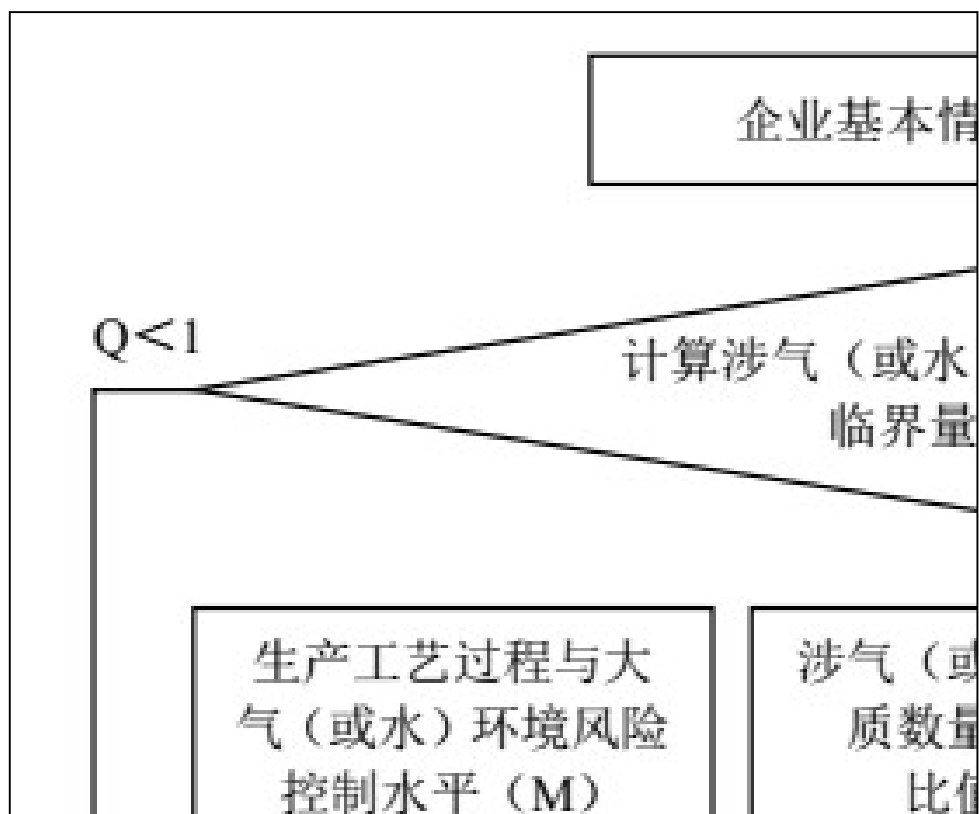 企业基本情
Q<1
计算涉气（或水
临界量
生产工艺过程与大
气（或水）环境风险
控制水平（M）
涉气（或
质数量
比值